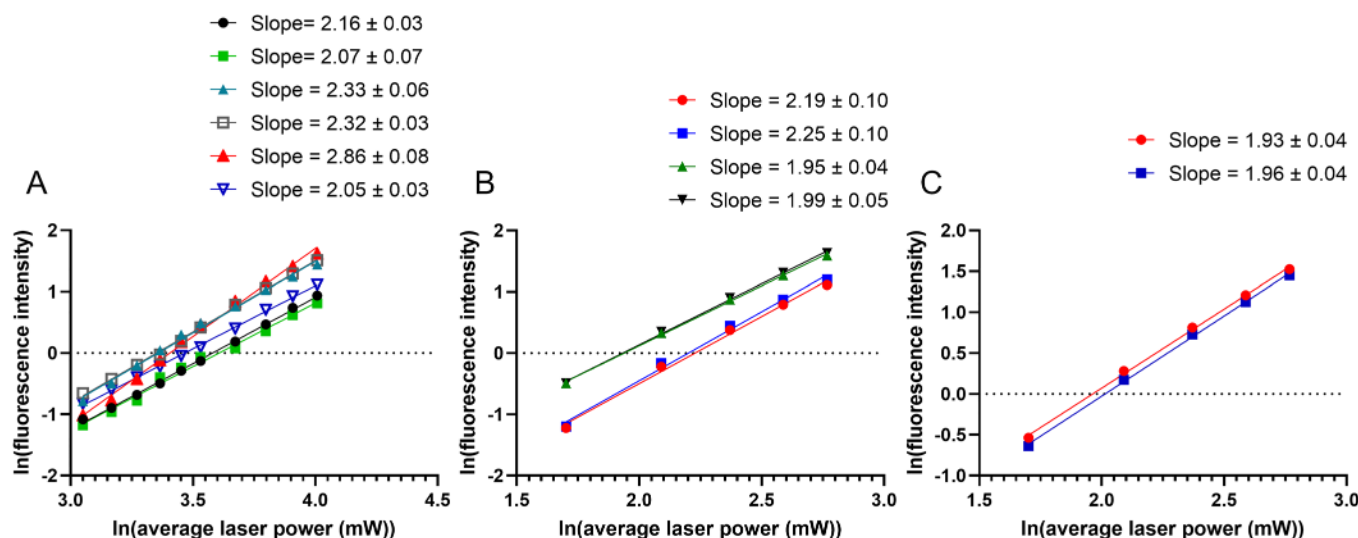 Slope= 2.16 ± 0.03
Slope= 2.07 ± 0.07
Slope = 2.33 ± 0.06
Slope = 2.32 ± 0.03
Slope = 2.86 ± 0.08
Slope = 2.05 ± 0.03
A
ln(fluorescence intensity)
2
1
0
-1
-2
3.0
3.5
4.0
4.5
ln(average laser power (mW))
Slope = 2.19 ± 0.10
Slope = 2.25 ± 0.10
Slope = 1.95 ± 0.04
Slope = 1.99 ± 0.05
B
ln(fluorescence intensity)
2
1
0
-1
-2
1.5
2.0
2.5
3.0
ln(average laser power (mW))
Slope = 1.93 ± 0.04
Slope = 1.96 ± 0.04
C
ln(fluorescence intensity)
2.0
1.5
1.0
0.5
0.0
-0.5
-1.0
1.5
2.0
2.5
3.0
ln(average laser power (mW))